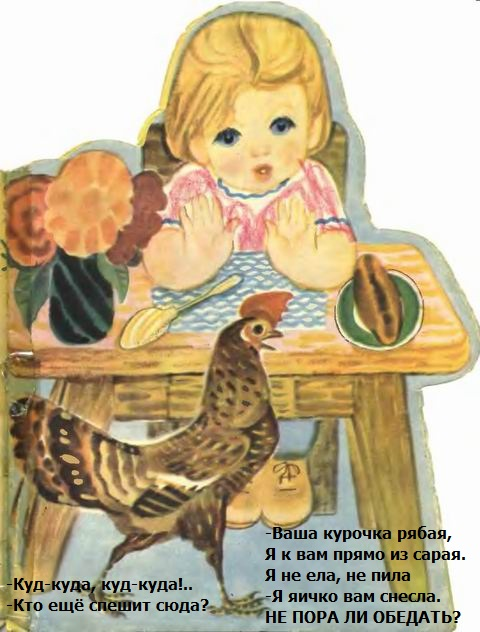 -Куд-куда, куд-куда!..
-Кто ещё спешит сюда?
-Ваша курочка рябая,
Я к вам прямо из сарая.
Я не ела, не пила
-Я яичко вам снесла.
НЕ ПОРА ЛИ ОБЕДАТЬ?